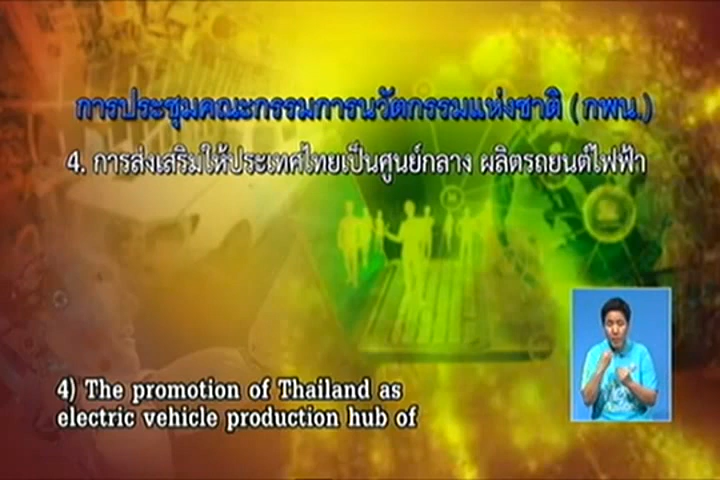 การประชุมคณะกรรมการนวัตกรรมแห่งชาติ (กพน.)
4. การส่งเสริมให้ประเทศไทยเป็นศูนย์กลาง ผลิตรถยนต์ไฟฟ้า
4) The promotion of Thailand as
electric vehicle production hub of